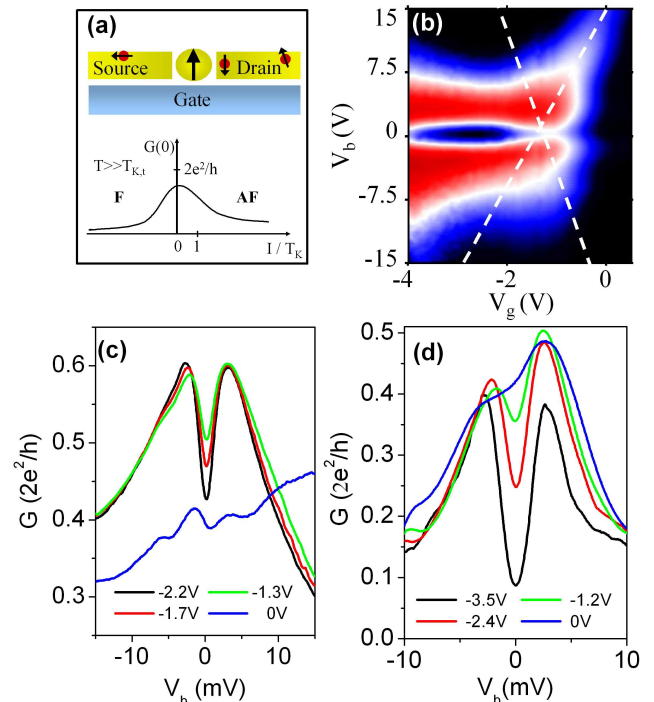 (a)
Source
Drain
Gate
G(0)
T>>T_{K,t}
2e²/h
F
AF
0
1
I / T_K
(b)
15
7.5
0
-7.5
-15
V_b (V)
-4
-2
0
V_g (V)
(c)
0.6
0.5
0.4
0.3
G (2e²/h)
-2.2V
-1.3V
-1.7V
0V
-10
0
10
V_b (mV)
(d)
0.5
0.4
0.3
0.2
0.1
0.0
G (2e²/h)
-3.5V
-1.2V
-2.4V
0V
-10
0
10
V_b(mV)